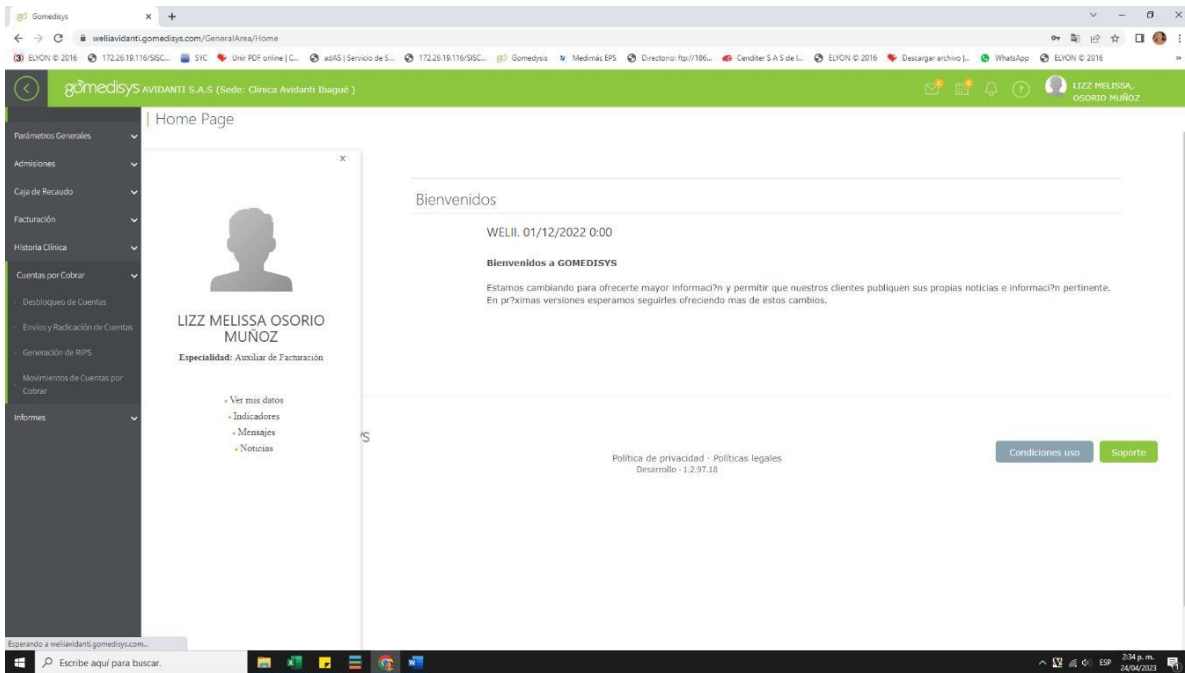 Gomedisys
weliiavidanti.gomedisys.com/GeneralArea/Home
ELYON © 2016 172.26.19.116/SISC... SYC Unir PDF online | C... adAS | Servicio de S... 172.26.19.116/SISC... Gomedysis Medimás EPS Directorio: ftp://186... Cenditer S A S de I... ELYON © 2016 Descargar archivo |... WhatsApp ELYON © 2016 »
gomedisys AVIDANTI S.A.S (Sede: Clinica Avidanti Ibagué )
LIZZ MELISSA,
OSORIO MUÑOZ
Home Page
Parámetros Generales
Admisiones
Caja de Recaudo
Facturación
Historia Clínica
Cuentas por Cobrar
Desbloqueo de Cuentas
Envíos y Radicación de Cuentas
Generación de RIPS
Movimientos de Cuentas por
Cobrar
Informes
x
LIZZ MELISSA OSORIO
MUÑOZ
Especialidad: Auxiliar de Facturación
Ver mis datos
Indicadores
Mensajes
Noticias
Bienvenidos
WELII. 01/12/2022 0:00
Bienvenidos a GOMEDISYS
Estamos cambiando para ofrecerte mayor informaci?n y permitir que nuestros clientes publiquen sus propias noticias e informaci?n pertinente.
En pr?ximas versiones esperamos seguirles ofreciendo mas de estos cambios.
YS
Política de privacidad · Políticas legales
Desarrollo - 1.2.97.18
Condiciones uso
Soporte
Esperando a weliiavidanti.gomedisys.com...
Escribe aquí para buscar.
ESP
2:34 p. m.
24/04/2023